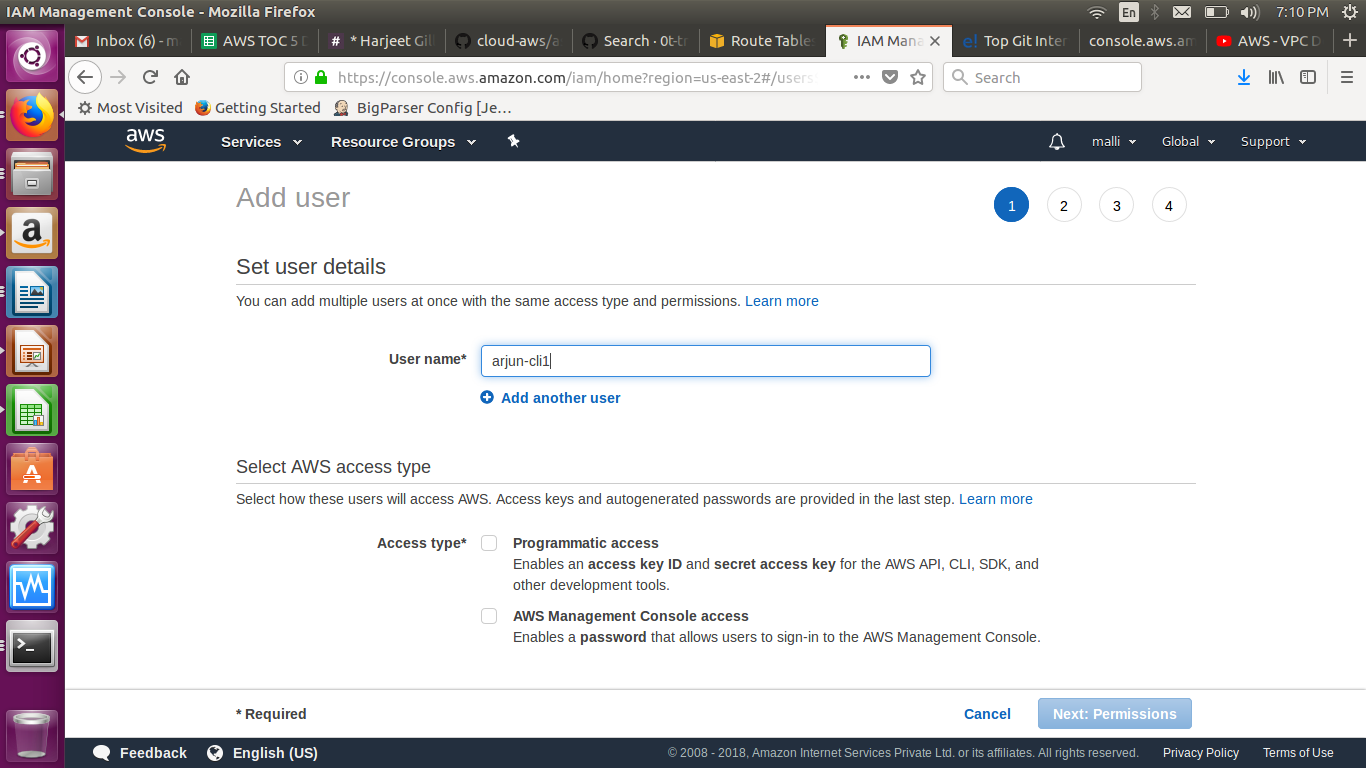 IAM Management Console - Mozilla Firefox
En
7:10 PM
Inbox (6) - m
AWS TOC 5 D
# * Harjeet Gil
cloud-aws/a
Search · 0t-tr
Route Table
IAM Mana
e! Top Git Inter
console.aws.am
AWS - VPC D
https://console.aws.amazon.com/iam/home?region=us-east-2#/users
Search
Most Visited
Getting Started
BigParser Config [Je...
aws
Services
Resource Groups
malli
Global
Support
Add user
1 2 3 4
Set user details
You can add multiple users at once with the same access type and permissions. Learn more
User name* arjun-cli1
Add another user
Select AWS access type
Select how these users will access AWS. Access keys and autogenerated passwords are provided in the last step. Learn more
Access type* Programmatic access
Enables an access key ID and secret access key for the AWS API, CLI, SDK, and
other development tools.
AWS Management Console access
Enables a password that allows users to sign-in to the AWS Management Console.
* Required
Cancel
Next: Permissions
Feedback
English (US)
© 2008 - 2018, Amazon Internet Services Private Ltd. or its affiliates. All rights reserved.
Privacy Policy
Terms of Use